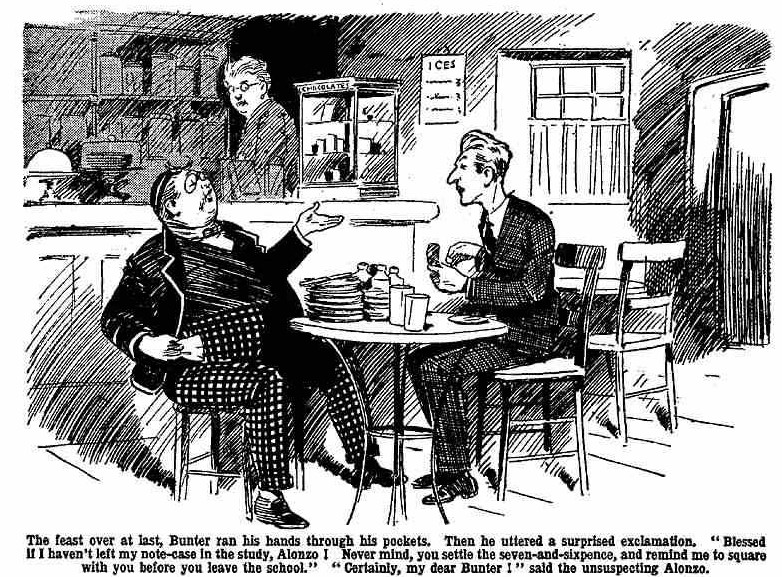 ICES
CHOCOLATES
The feast over at last, Bunter ran his hands through his pockets. Then he uttered a surprised exclamation. "Blessed
if I haven't left my note-case in the study, Alonzo! Never mind, you settle the seven-and-sixpence, and remind me to square
with you before you leave the school." "Certainly, my dear Bunter!" said the unsuspecting Alonzo.